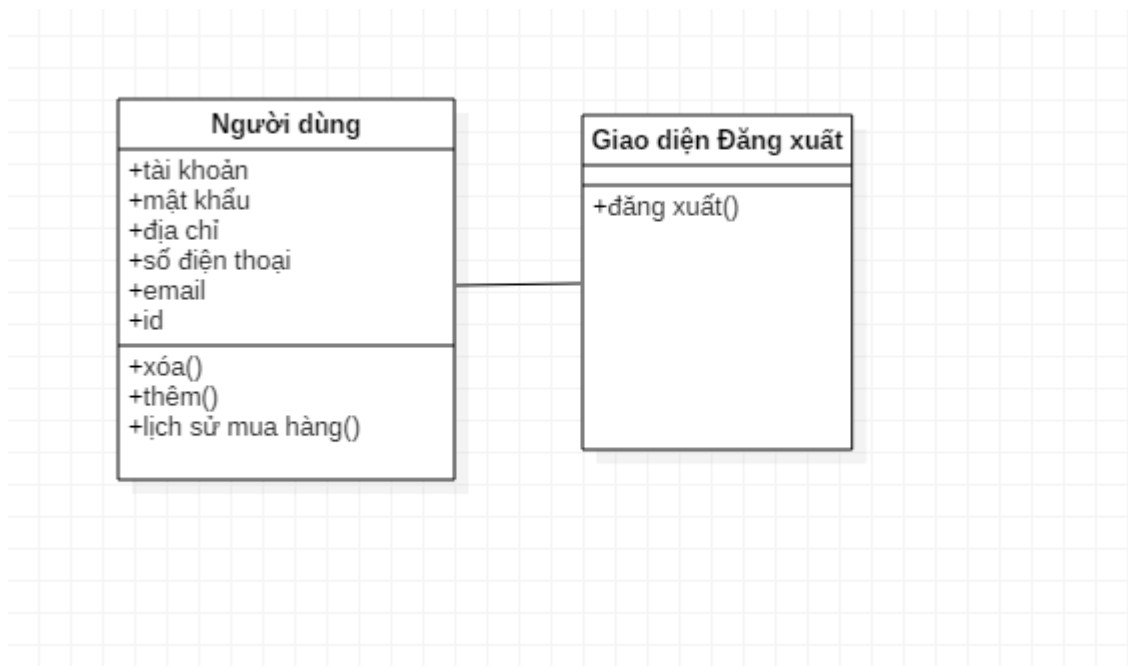 Người dùng
+tài khoản
+mật khẩu
+địa chỉ
+số điện thoại
+email
+id
+xóa()
+thêm()
+lịch sử mua hàng()
Giao diện Đăng xuất
+đăng xuất()